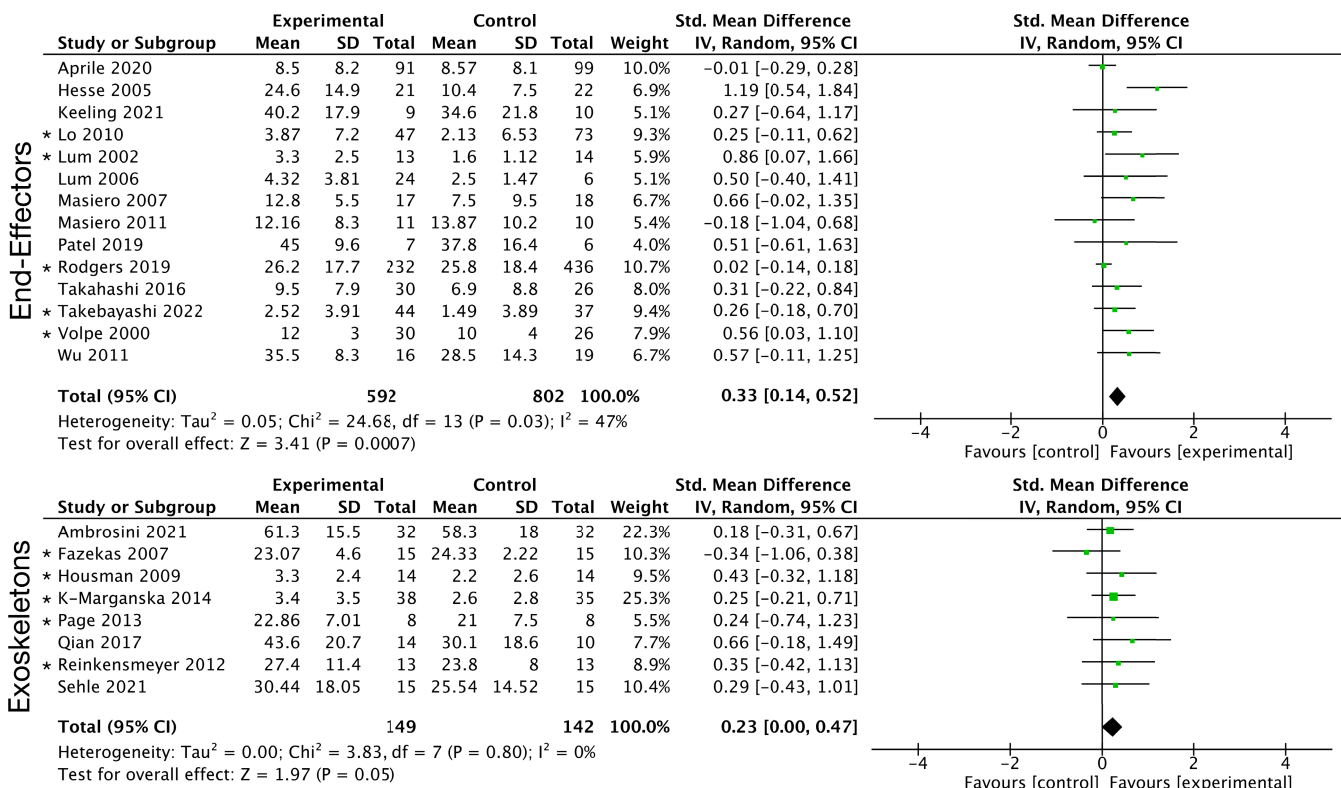 End-Effectors
Experimental Control Std. Mean Difference Std. Mean Difference
Study or Subgroup Mean SD Total Mean SD Total Weight IV, Random, 95% CI IV, Random, 95% CI
Aprile 2020 8.5 8.2 91 8.57 8.1 99 10.0% −0.01 [−0.29, 0.28]
Hesse 2005 24.6 14.9 21 10.4 7.5 22 6.9% 1.19 [0.54, 1.84]
Keeling 2021 40.2 17.9 9 34.6 21.8 10 5.1% 0.27 [−0.64, 1.17]
* Lo 2010 3.87 7.2 47 2.13 6.53 73 9.3% 0.25 [−0.11, 0.62]
* Lum 2002 3.3 2.5 13 1.6 1.12 14 5.9% 0.86 [0.07, 1.66]
Lum 2006 4.32 3.81 24 2.5 1.47 6 5.1% 0.50 [−0.40, 1.41]
Masiero 2007 12.8 5.5 17 7.5 9.5 18 6.7% 0.66 [−0.02, 1.35]
Masiero 2011 12.16 8.3 11 13.87 10.2 10 5.4% −0.18 [−1.04, 0.68]
Patel 2019 45 9.6 7 37.8 16.4 6 4.0% 0.51 [−0.61, 1.63]
* Rodgers 2019 26.2 17.7 232 25.8 18.4 436 10.7% 0.02 [−0.14, 0.18]
Takahashi 2016 9.5 7.9 30 6.9 8.8 26 8.0% 0.31 [−0.22, 0.84]
* Takebayashi 2022 2.52 3.91 44 1.49 3.89 37 9.4% 0.26 [−0.18, 0.70]
* Volpe 2000 12 3 30 10 4 26 7.9% 0.56 [0.03, 1.10]
Wu 2011 35.5 8.3 16 28.5 14.3 19 6.7% 0.57 [−0.11, 1.25]
Total (95% CI) 592 802 100.0% 0.33 [0.14, 0.52]
Heterogeneity: Tau² = 0.05; Chi² = 24.68, df = 13 (P = 0.03); I² = 47%
Test for overall effect: Z = 3.41 (P = 0.0007)
−4 −2 0 2 4
Favours [control] Favours [experimental]
Exoskeletons
Experimental Control Std. Mean Difference Std. Mean Difference
Study or Subgroup Mean SD Total Mean SD Total Weight IV, Random, 95% CI IV, Random, 95% CI
Ambrosini 2021 61.3 15.5 32 58.3 18 32 22.3% 0.18 [−0.31, 0.67]
* Fazekas 2007 23.07 4.6 15 24.33 2.22 15 10.3% −0.34 [−1.06, 0.38]
* Housman 2009 3.3 2.4 14 2.2 2.6 14 9.5% 0.43 [−0.32, 1.18]
* K−Marganska 2014 3.4 3.5 38 2.6 2.8 35 25.3% 0.25 [−0.21, 0.71]
* Page 2013 22.86 7.01 8 21 7.5 8 5.5% 0.24 [−0.74, 1.23]
Qian 2017 43.6 20.7 14 30.1 18.6 10 7.7% 0.66 [−0.18, 1.49]
* Reinkensmeyer 2012 27.4 11.4 13 23.8 8 13 8.9% 0.35 [−0.42, 1.13]
Sehle 2021 30.44 18.05 15 25.54 14.52 15 10.4% 0.29 [−0.43, 1.01]
Total (95% CI) 149 142 100.0% 0.23 [0.00, 0.47]
Heterogeneity: Tau² = 0.00; Chi² = 3.83, df = 7 (P = 0.80); I² = 0%
Test for overall effect: Z = 1.97 (P = 0.05)
−4 −2 0 2 4
Favours [control] Favours [experimental]